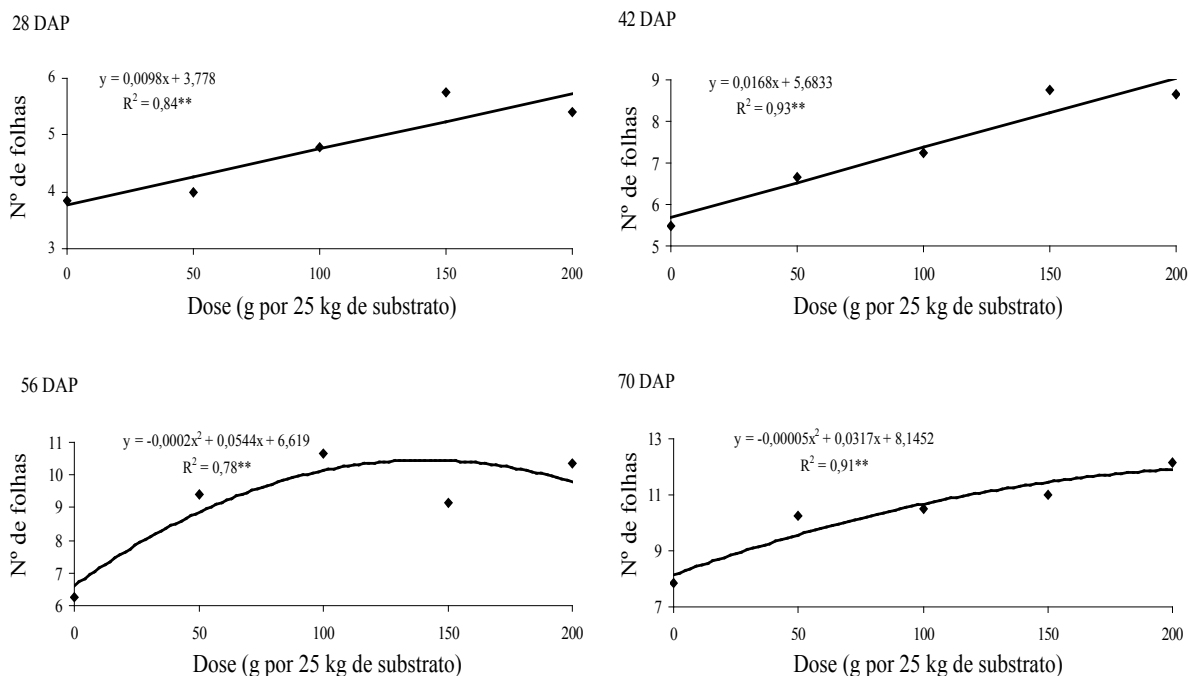 28 DAP
y = 0,0098x + 3,778
R² = 0,84**
Nº de folhas
6
5
4
3
0 50 100 150 200
Dose (g por 25 kg de substrato)
42 DAP
y = 0,0168x + 5,6833
R² = 0,93**
Nº de folhas
9
8
7
6
5
0 50 100 150 200
Dose (g por 25 kg de substrato)
56 DAP
y = -0,0002x² + 0,0544x + 6,619
R² = 0,78**
Nº de folhas
11
10
9
8
7
6
0 50 100 150 200
Dose (g por 25 kg de substrato)
70 DAP
y = -0,00005x² + 0,0317x + 8,1452
R² = 0,91**
Nº de folhas
13
11
9
7
0 50 100 150 200
Dose (g por 25 kg de substrato)